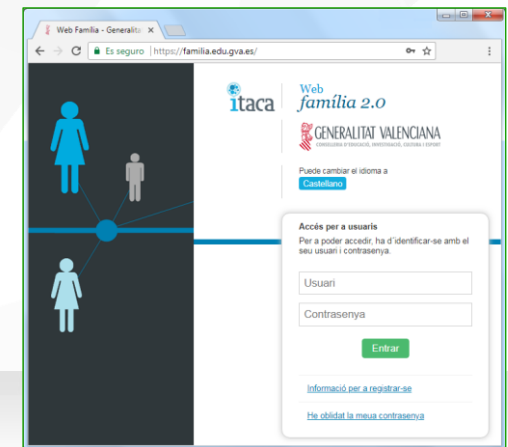 Web Família - Generalita
Es seguro | https://familia.edu.gva.es/
itaca
Web
família 2.0
GENERALITAT VALENCIANA
CONSELLERIA D'EDUCACIÓ, INVESTIGACIÓ, CULTURA I ESPORT
Puede cambiar el idioma a
Castellano
Accés per a usuaris
Per a poder accedir, ha d´identificar-se amb el
seu usuari i contrasenya.
Usuari
Contrasenya
Entrar
Informació per a registrar-se
He oblidat la meua contrasenya